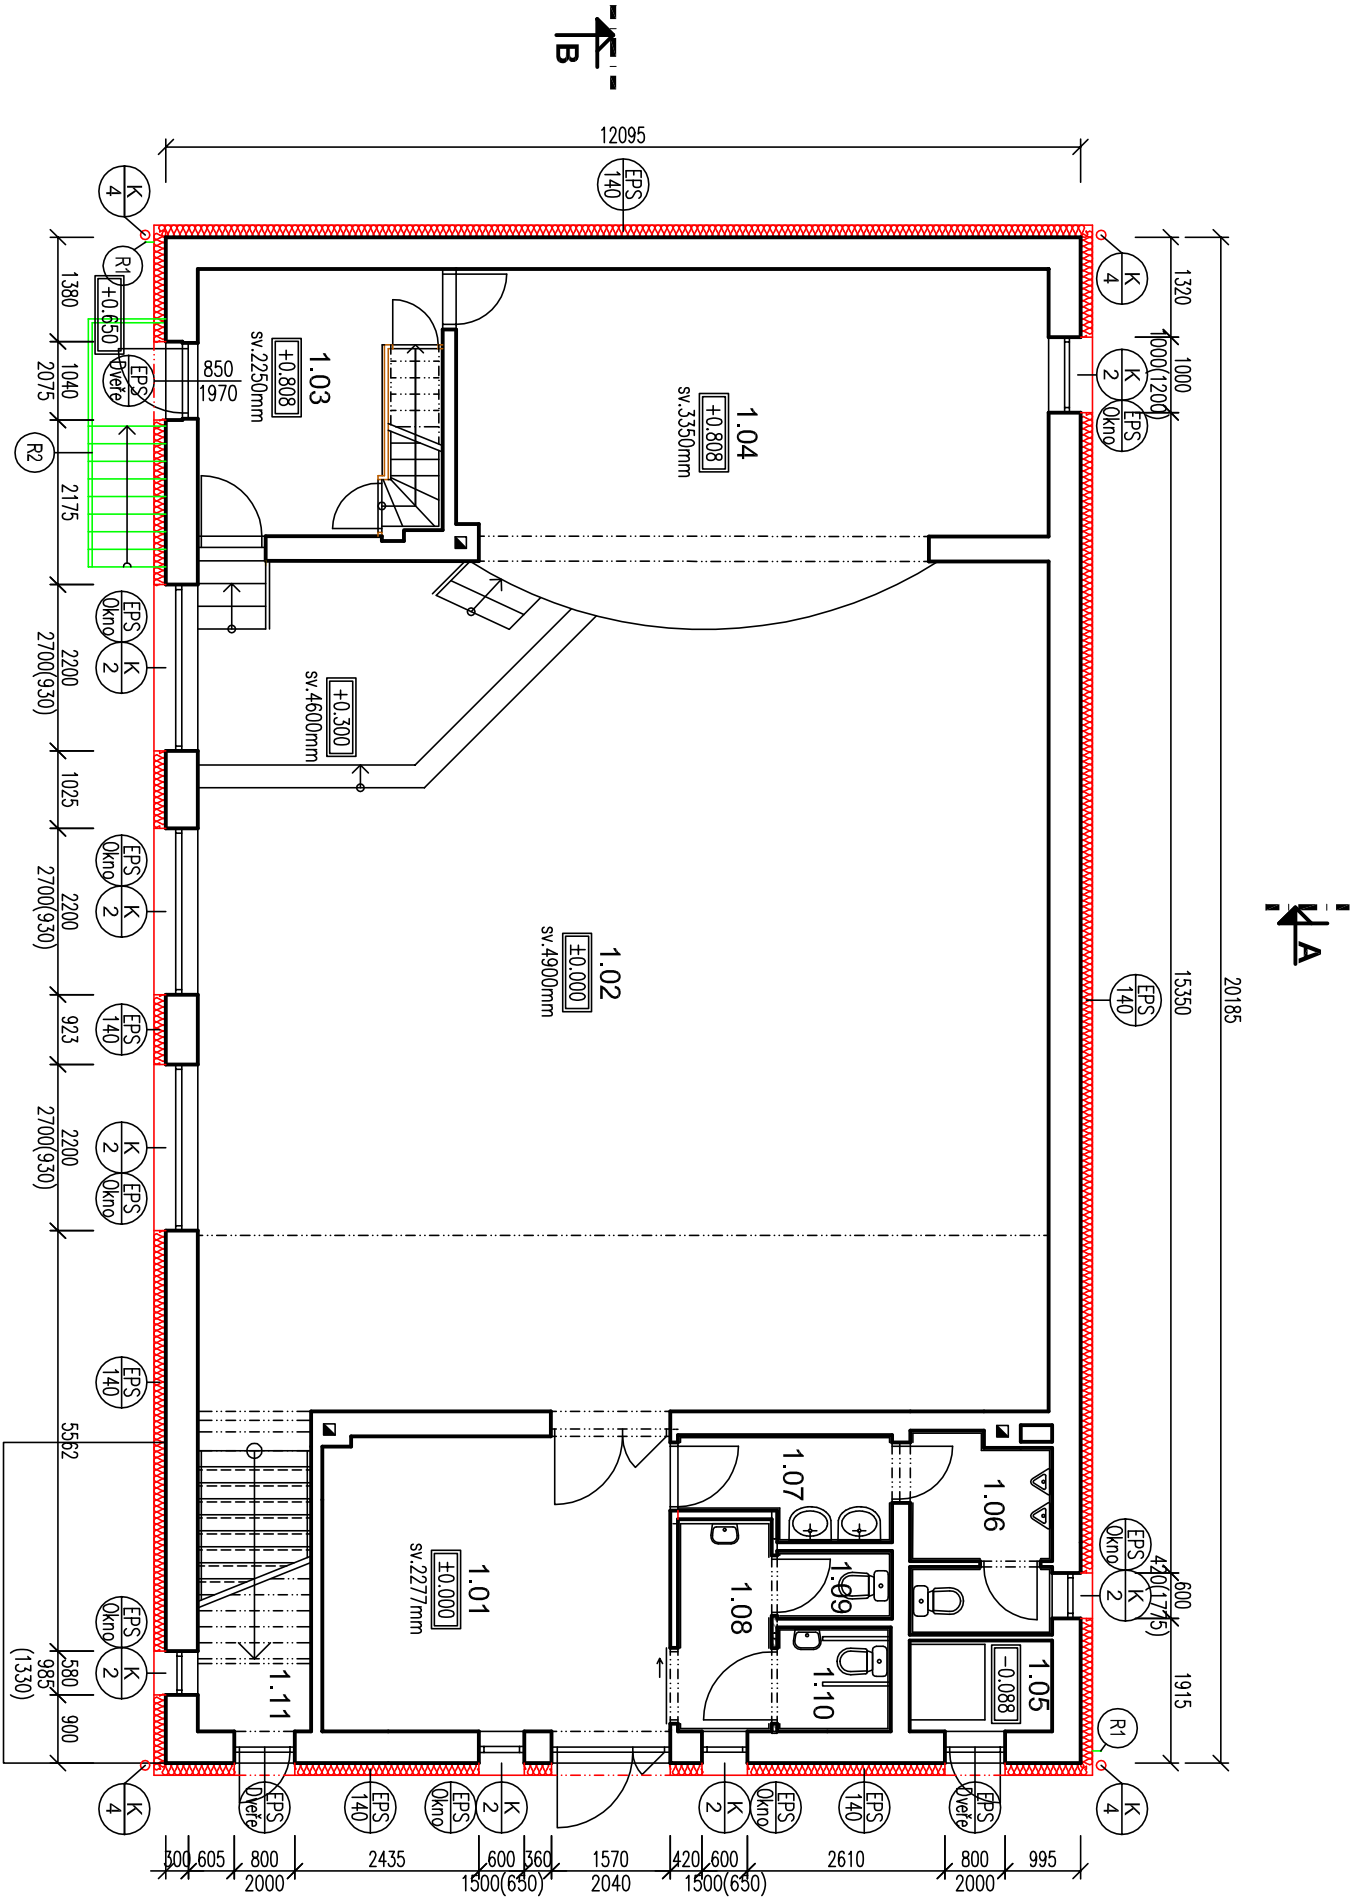 B
12095
EPS
140
K
4
K
4
R1
+0.650
1380
1040
2075
2175
R2
EPS
Dveře
850
1970
1.03
+0.808
sv.2250mm
1.04
+0.808
sv.3350mm
1320
1000
1000(1200)
K
2
EPS
Okno
20185
15350
A
EPS
140
EPS
Okno
K
2
2200
2700(930)
+0.300
sv.4600mm
1025
EPS
Okno
K
2
2200
2700(930)
1.02
±0.000
sv.4900mm
EPS
140
923
K
2
EPS
Okno
2200
2700(930)
EPS
140
5562
1.07
1.06
EPS
Okno
K
2
600
420(775)
1.01
±0.000
sv.2277mm
1.08
1.09
1.10
1.05
-0.088
1915
R1
EPS
Okno
K
2
580
985
(1330)
900
1.11
K
4
EPS
Dveře
EPS
140
EPS
Okno
K
2
K
2
EPS
Okno
EPS
140
EPS
Dveře
K
4
300
605
800
2000
2435
600
1500(650)
360
1570
2040
420
600
1500(650)
2610
800
2000
995